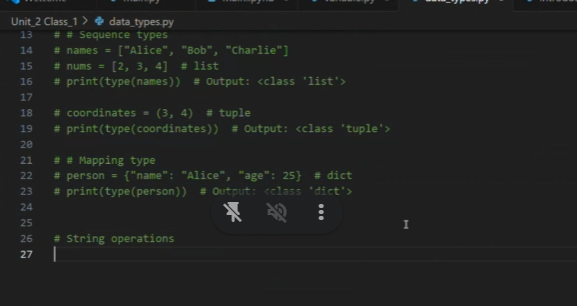 data_types.py
Unit_2 Class_1 > data_types.py
13 # # Sequence types
14 # names = ["Alice", "Bob", "Charlie"]
15 # nums = [2, 3, 4] # list
16 # print(type(names)) # Output: <class 'list'>
17
18 # coordinates = (3, 4) # tuple
19 # print(type(coordinates)) # Output: <class 'tuple'>
20
21 # # Mapping type
22 # person = {"name": "Alice", "age": 25} # dict
23 # print(type(person)) # Output: <class 'dict'>
24
25
26 # String operations
27